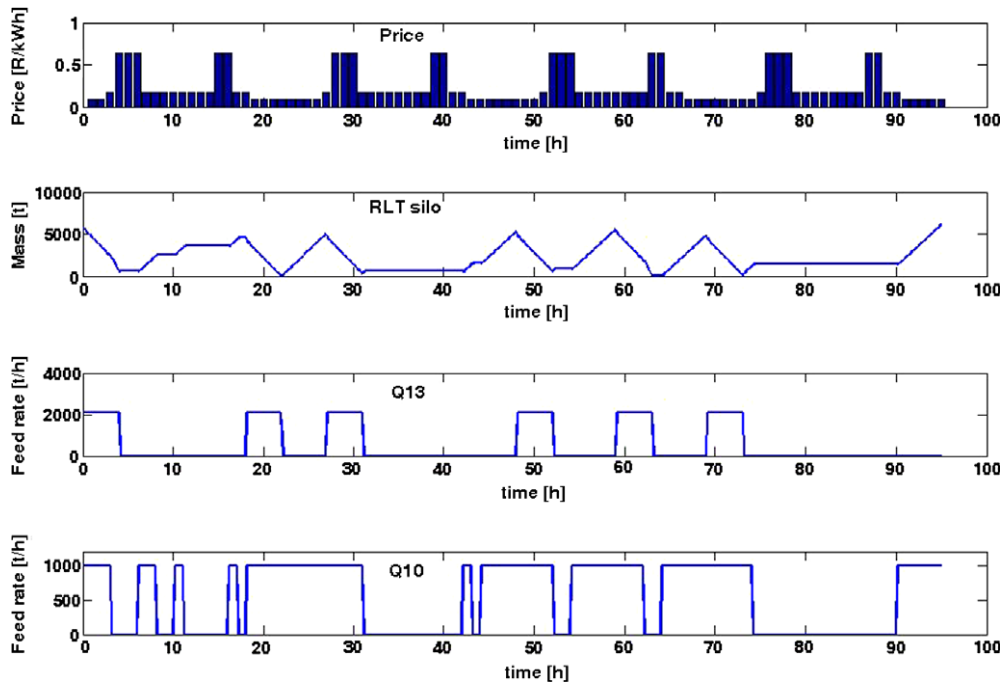 Price [R/kWh]
1
0.5
0
Price
0 10 20 30 40 50 60 70 80 90 100
time [h]
Mass [t]
10000
5000
0
RLT silo
0 10 20 30 40 50 60 70 80 90 100
time [h]
Feed rate [t/h]
4000
2000
0
Q13
0 10 20 30 40 50 60 70 80 90 100
time [h]
Feed rate [t/h]
1000
500
0
Q10
0 10 20 30 40 50 60 70 80 90 100
time [h]